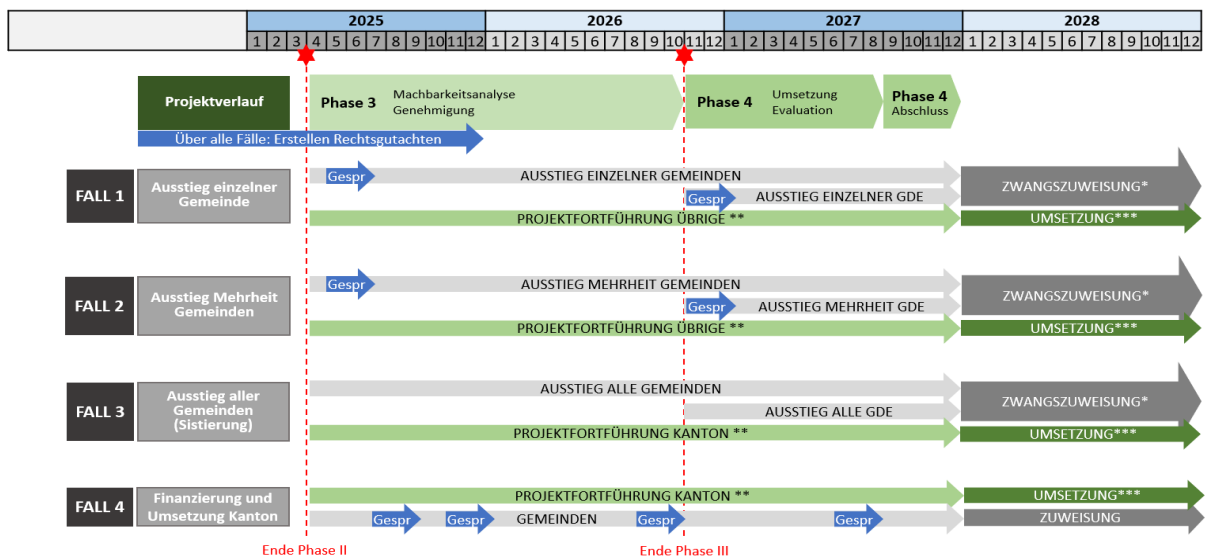 2025 2026 2027 2028
1 2 3 4 5 6 7 8 9 10 11 12 1 2 3 4 5 6 7 8 9 10 11 12 1 2 3 4 5 6 7 8 9 10 11 12 1 2 3 4 5 6 7 8 9 10 11 12
Projektverlauf
Phase 3
Machbarkeitsanalyse
Genehmigung
Phase 4
Umsetzung
Evaluation
Phase 4
Abschluss
Über alle Fälle: Erstellen Rechtsgutachten
FALL 1
Ausstieg einzelner
Gemeinde
Gespr
AUSSTIEG EINZELNER GEMEINDEN
Gespr
AUSSTIEG EINZELNER GDE
ZWANGSZUWEISUNG*
PROJEKTFORTFÜHRUNG ÜBRIGE **
UMSETZUNG***
FALL 2
Ausstieg Mehrheit
Gemeinden
Gespr
AUSSTIEG MEHRHEIT GEMEINDEN
Gespr
AUSSTIEG MEHRHEIT GDE
ZWANGSZUWEISUNG*
PROJEKTFORTFÜHRUNG ÜBRIGE **
UMSETZUNG***
FALL 3
Ausstieg aller
Gemeinden
(Sistierung)
AUSSTIEG ALLE GEMEINDEN
AUSSTIEG ALLE GDE
ZWANGSZUWEISUNG*
PROJEKTFORTFÜHRUNG KANTON **
UMSETZUNG***
FALL 4
Finanzierung und
Umsetzung Kanton
PROJEKTFORTFÜHRUNG KANTON **
UMSETZUNG***
Gespr
Gespr
GEMEINDEN
Gespr
Gespr
ZUWEISUNG
Ende Phase II
Ende Phase III